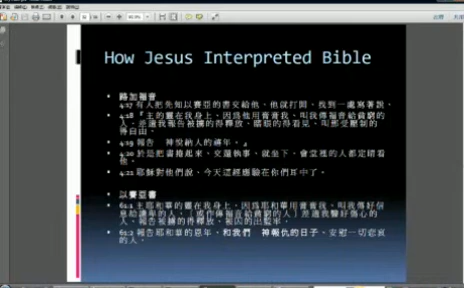 How Jesus Interpreted Bible
路加福音
4:17 有人把先知以賽亞的書交給他，他就打開，找到一處寫著說，
4:18 『主的靈在我身上，因為他用膏膏我，叫我傳福音給貧窮的
人，差遣我報告被擄的得釋放，瞎眼的得看見，叫那受壓制的
得自由，
4:19 報告　神悅納人的禧年。』
4:20 於是把書捲起來，交還執事，就坐下，會堂裡的人都定睛看
他。
4:21 耶穌對他們說，今天這經應驗在你們耳中了。
以賽亞書
61:1 主耶和華的靈在我身上，因為耶和華用膏膏我，叫我傳好信
息給謙卑的人，〔或作傳福音給貧窮的人〕差遣我醫好傷心的
人，報告被擄的得釋放，被囚的出監牢。
61:2 報告耶和華的恩年，和我們　神報仇的日子，安慰一切悲哀
的人，